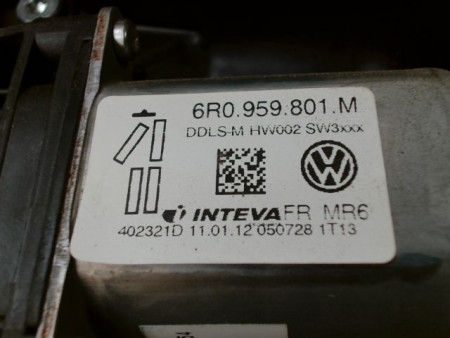 6R0.959.801.M
DDLS-M HW002 SW3xxx
INTEVA FR MR6
402321D 11.01.12 050728 1T13